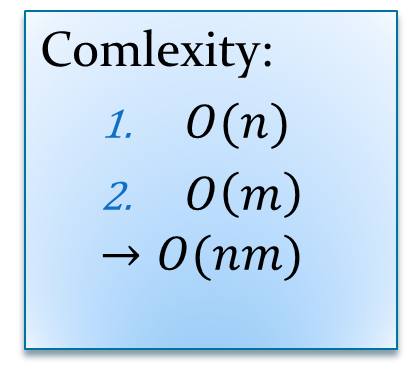 Comlexity:
1. O(n)
2. O(m)
→ O(nm)